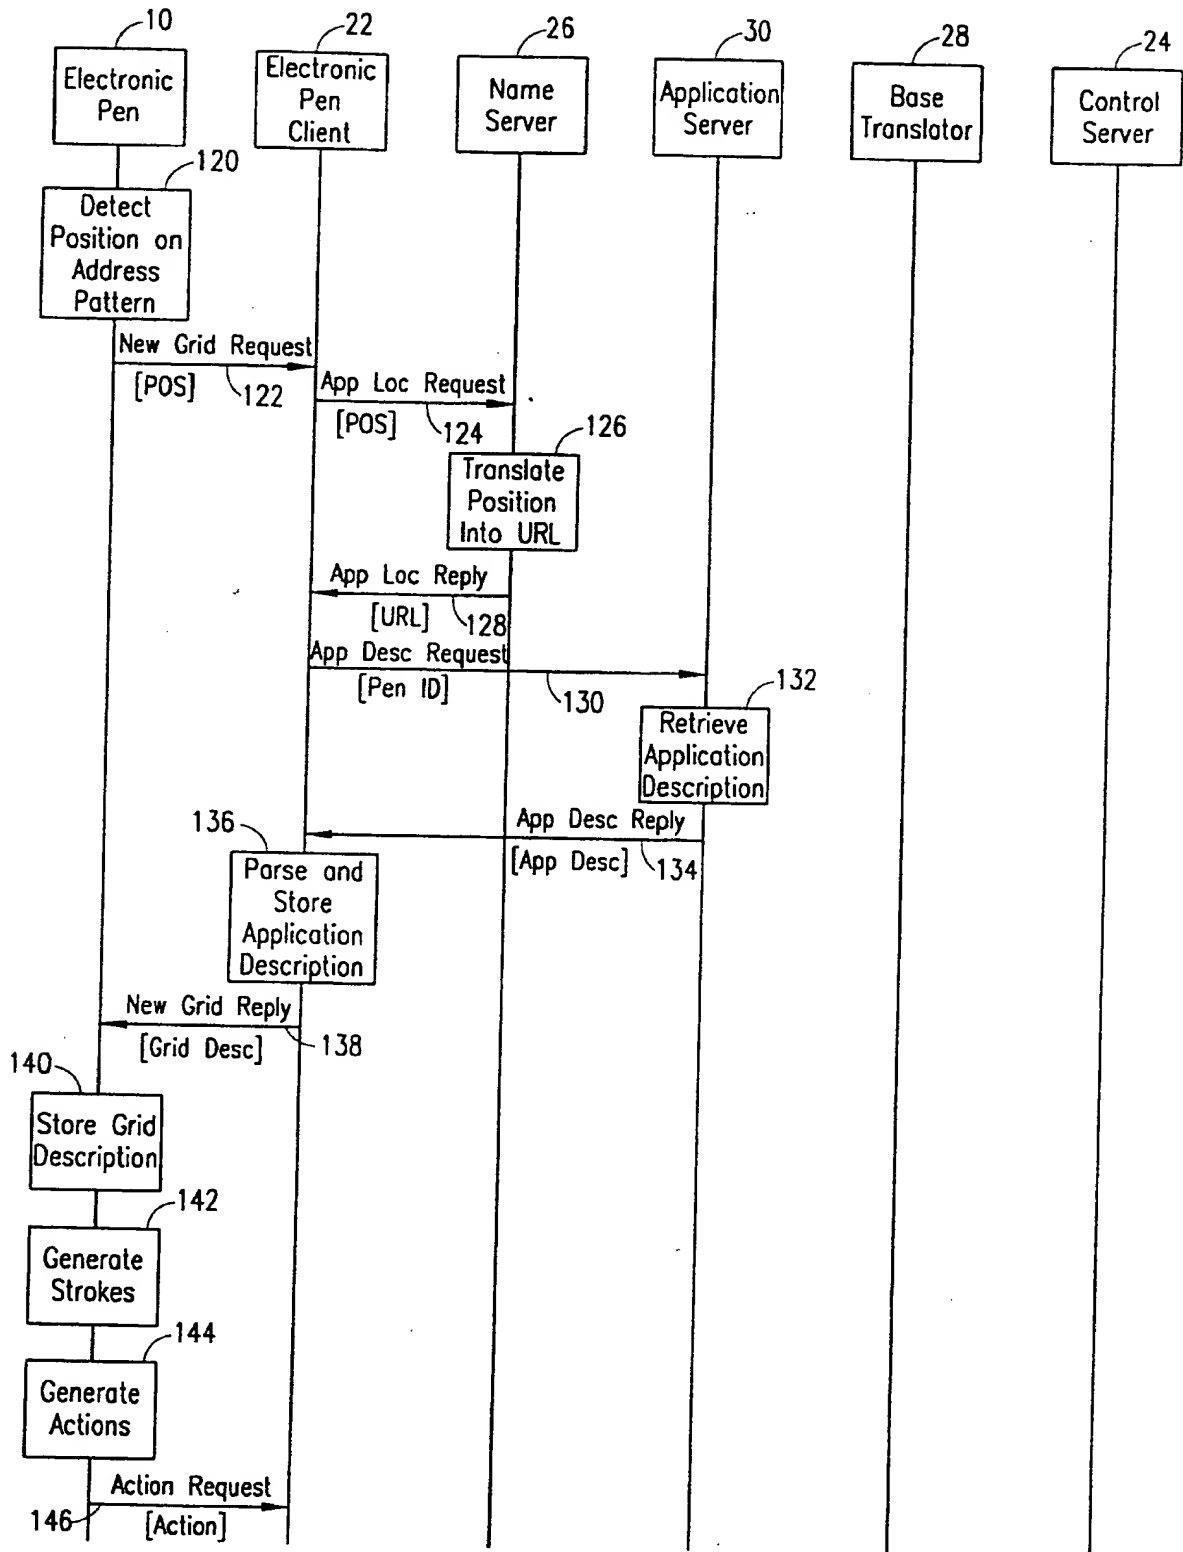 10
22
26
30
28
24
Electronic
Pen
Electronic
Pen
Client
Name
Server
Application
Server
Base
Translator
Control
Server
120
Detect
Position on
Address
Pattern
New Grid Request
[POS]
122
App Loc Request
[POS]
124
126
Translate
Position
Into URL
App Loc Reply
[URL]
128
App Desc Request
[Pen ID]
130
132
Retrieve
Application
Description
App Desc Reply
[App Desc]
134
136
Parse and
Store
Application
Description
New Grid Reply
[Grid Desc]
138
140
Store Grid
Description
142
Generate
Strokes
144
Generate
Actions
Action Request
146
[Action]